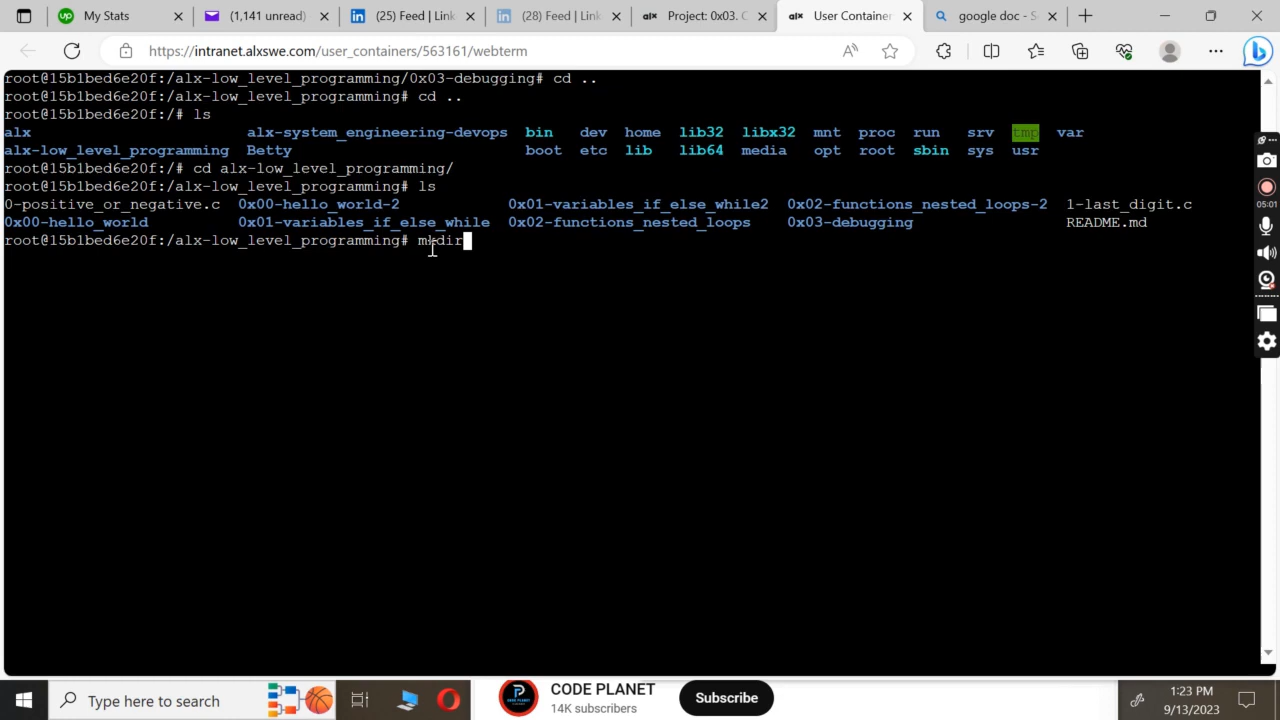 My Stats
(1,141 unread)
(25) Feed | Link
(28) Feed | Link
Project: 0x03. C
User Container
google doc - S
https://intranet.alxswe.com/user_containers/563161/webterm
root@15b1bed6e20f:/alx-low_level_programming/0x03-debugging# cd ..
root@15b1bed6e20f:/alx-low_level_programming# cd ..
root@15b1bed6e20f:/# ls
alx alx-system_engineering-devops bin dev home lib32 libx32 mnt proc run srv tmp var
alx-low_level_programming Betty boot etc lib lib64 media opt root sbin sys usr
root@15b1bed6e20f:/# cd alx-low_level_programming/
root@15b1bed6e20f:/alx-low_level_programming# ls
0-positive_or_negative.c 0x00-hello_world-2 0x01-variables_if_else_while2 0x02-functions_nested_loops-2 1-last_digit.c
0x00-hello_world 0x01-variables_if_else_while 0x02-functions_nested_loops 0x03-debugging README.md
root@15b1bed6e20f:/alx-low_level_programming# mkdir
05:01
Type here to search
CODE PLANET
14K subscribers
Subscribe
1:23 PM
9/13/2023